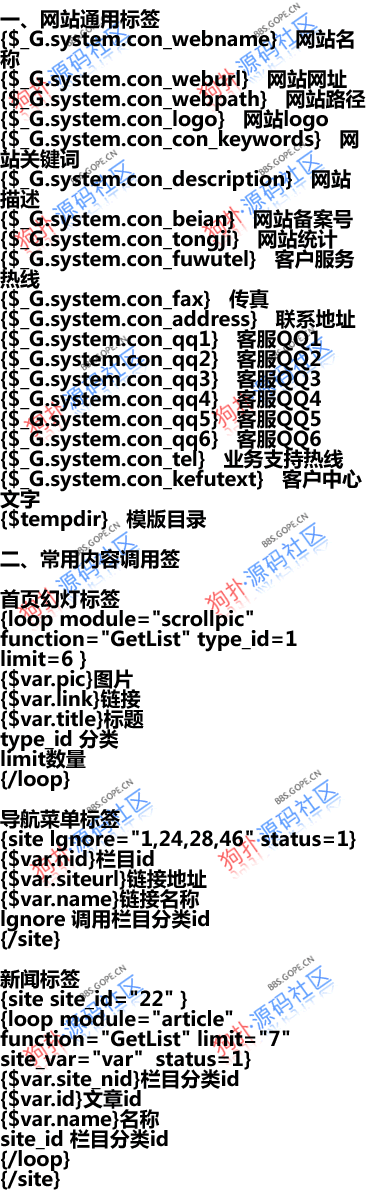 一、网站通用标签
{$_G.system.con_webname}　网站名
称
{$_G.system.con_weburl}　网站网址
{$_G.system.con_webpath}　网站路径
{$_G.system.con_logo}　网站logo
{$_G.system.con_con_keywords}　网
站关键词
{$_G.system.con_description}　网站
描述
{$_G.system.con_beian}　网站备案号
{$_G.system.con_tongji}　网站统计
{$_G.system.con_fuwutel}　客户服务
热线
{$_G.system.con_fax}　传真
{$_G.system.con_address}　联系地址
{$_G.system.con_qq1}　客服QQ1
{$_G.system.con_qq2}　客服QQ2
{$_G.system.con_qq3}　客服QQ3
{$_G.system.con_qq4}　客服QQ4
{$_G.system.con_qq5}　客服QQ5
{$_G.system.con_qq6}　客服QQ6
{$_G.system.con_tel}　业务支持热线
{$_G.system.con_kefutext}　客户中心
文字
{$tempdir}　模版目录
二、常用内容调用签
首页幻灯标签
{loop module="scrollpic"
function="GetList" type_id=1
limit=6 }
{$var.pic}图片
{$var.link}链接
{$var.title}标题
type_id 分类
limit数量
{/loop}
导航菜单标签
{site lgnore="1,24,28,46" status=1}
{$var.nid}栏目id
{$var.siteurl}链接地址
{$var.name}链接名称
lgnore 调用栏目分类id
{/site}
新闻标签
{site site_id="22" }
{loop module="article"
function="GetList" limit="7"
site_var="var"  status=1}
{$var.site_nid}栏目分类id
{$var.id}文章id
{$var.name}名称
site_id 栏目分类id
{/loop}
{/site}
狗扑·源码社区
BBS.GOPE.CN